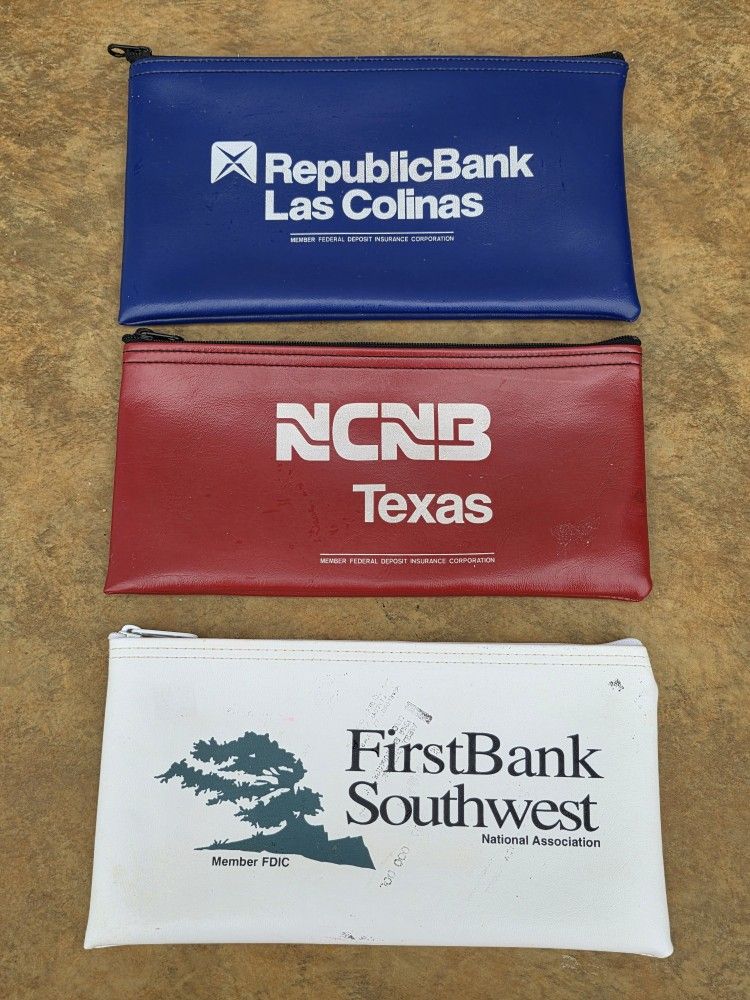 RepublicBank
Las Colinas
MEMBER FEDERAL DEPOSIT INSURANCE CORPORATION
NCNB
Texas
MEMBER FEDERAL DEPOSIT INSURANCE CORPORATION
FirstBank
Southwest
National Association
Member FDIC